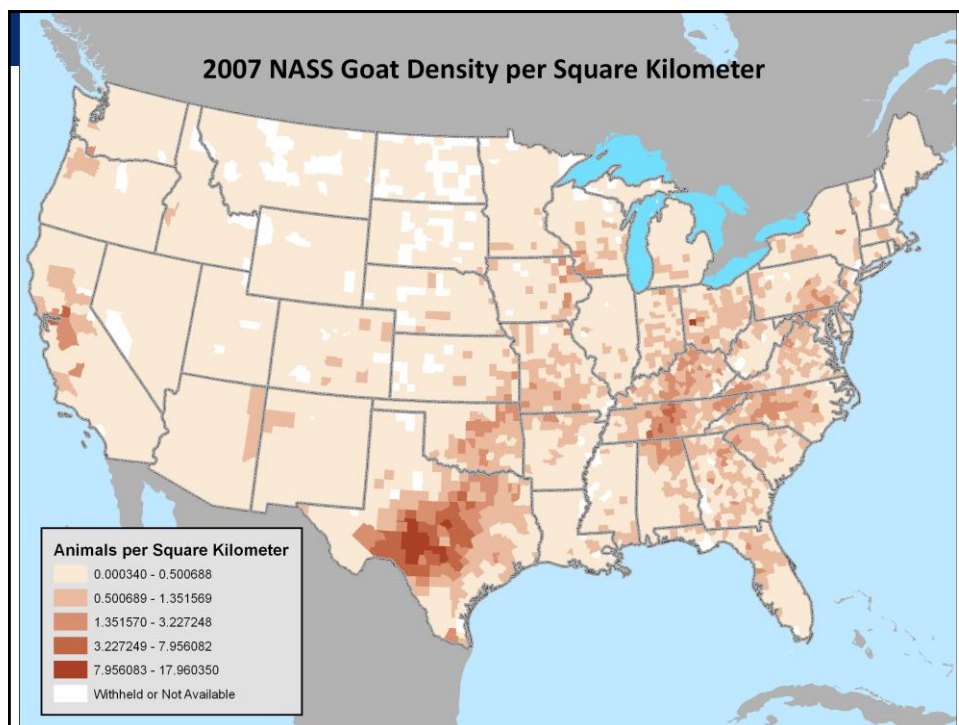 2007 NASS Goat Density per Square Kilometer
Animals per Square Kilometer
0.000340 - 0.500688
0.500689 - 1.351569
1.351570 - 3.227248
3.227249 - 7.956082
7.956083 - 17.960350
Withheld or Not Available